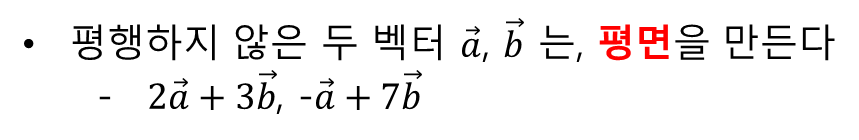 • 평행하지 않은 두 벡터 a⃗, b⃗ 는, 평면을 만든다
- 2a⃗ + 3b⃗, -a⃗ + 7b⃗